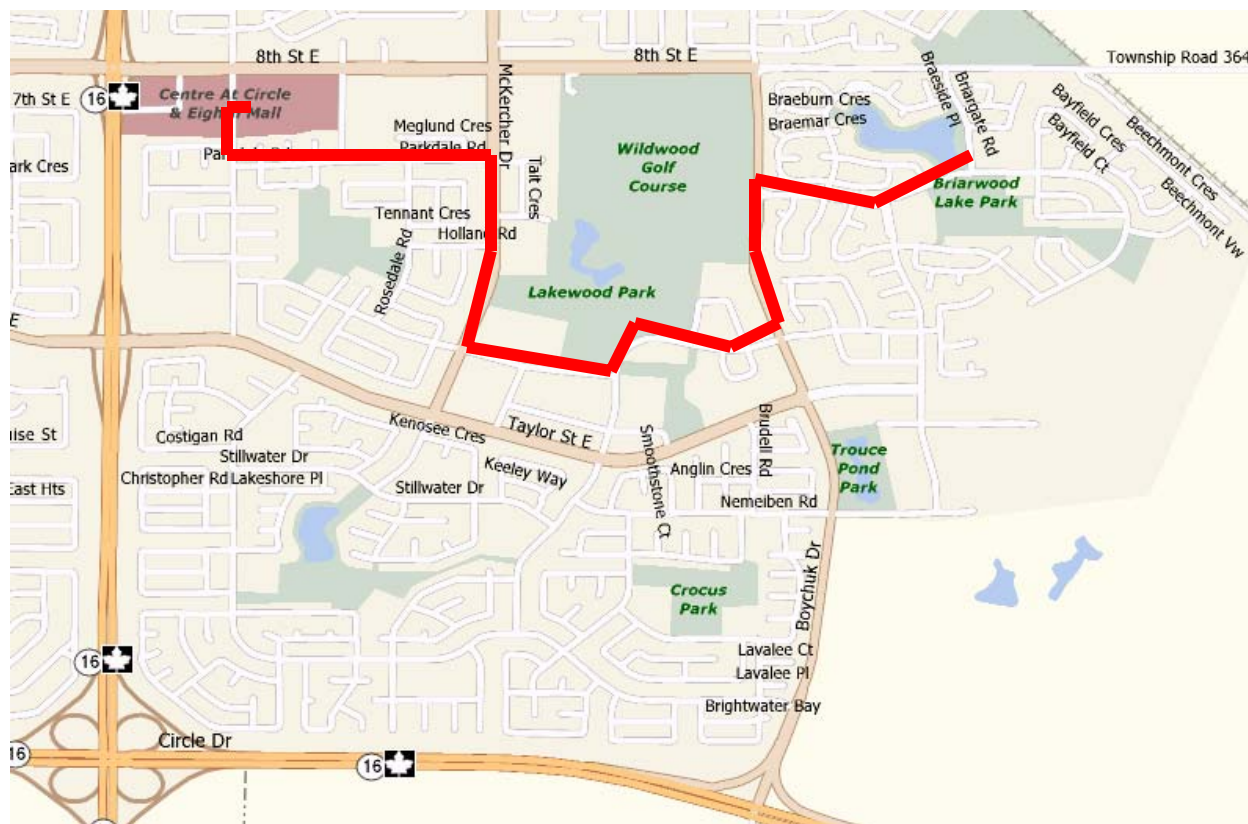 8th St E
8th St E
Township Road 364
16
7th St E
Centre At Circle
& Eighth Mall
McKercher Dr
Braeside Pl
Briargate Rd
Braeburn Cres
Braemar Cres
Bayfield Cres
Bayfield Ct
Beechmont Cres
Beechmont Vw
Meglund Cres
Parkdale Rd
ark Cres
Tait Cres
Wildwood
Golf
Course
Briarwood
Lake Park
Tennant Cres
Holland Rd
Rosedale Rd
Lakewood Park
E
Kenosee Cres
Taylor St E
uise St
Costigan Rd
Stillwater Dr
Christopher Rd
Lakeshore Pl
Keeley Way
Stillwater Dr
Smoothstone Ct
Anglin Cres
Brudell Rd
Nemeiben Rd
Trouce
Pond
Park
East Hts
Crocus
Park
Boychuk Dr
Lavalee Ct
Lavalee Pl
Brightwater Bay
16
Circle Dr
16
16